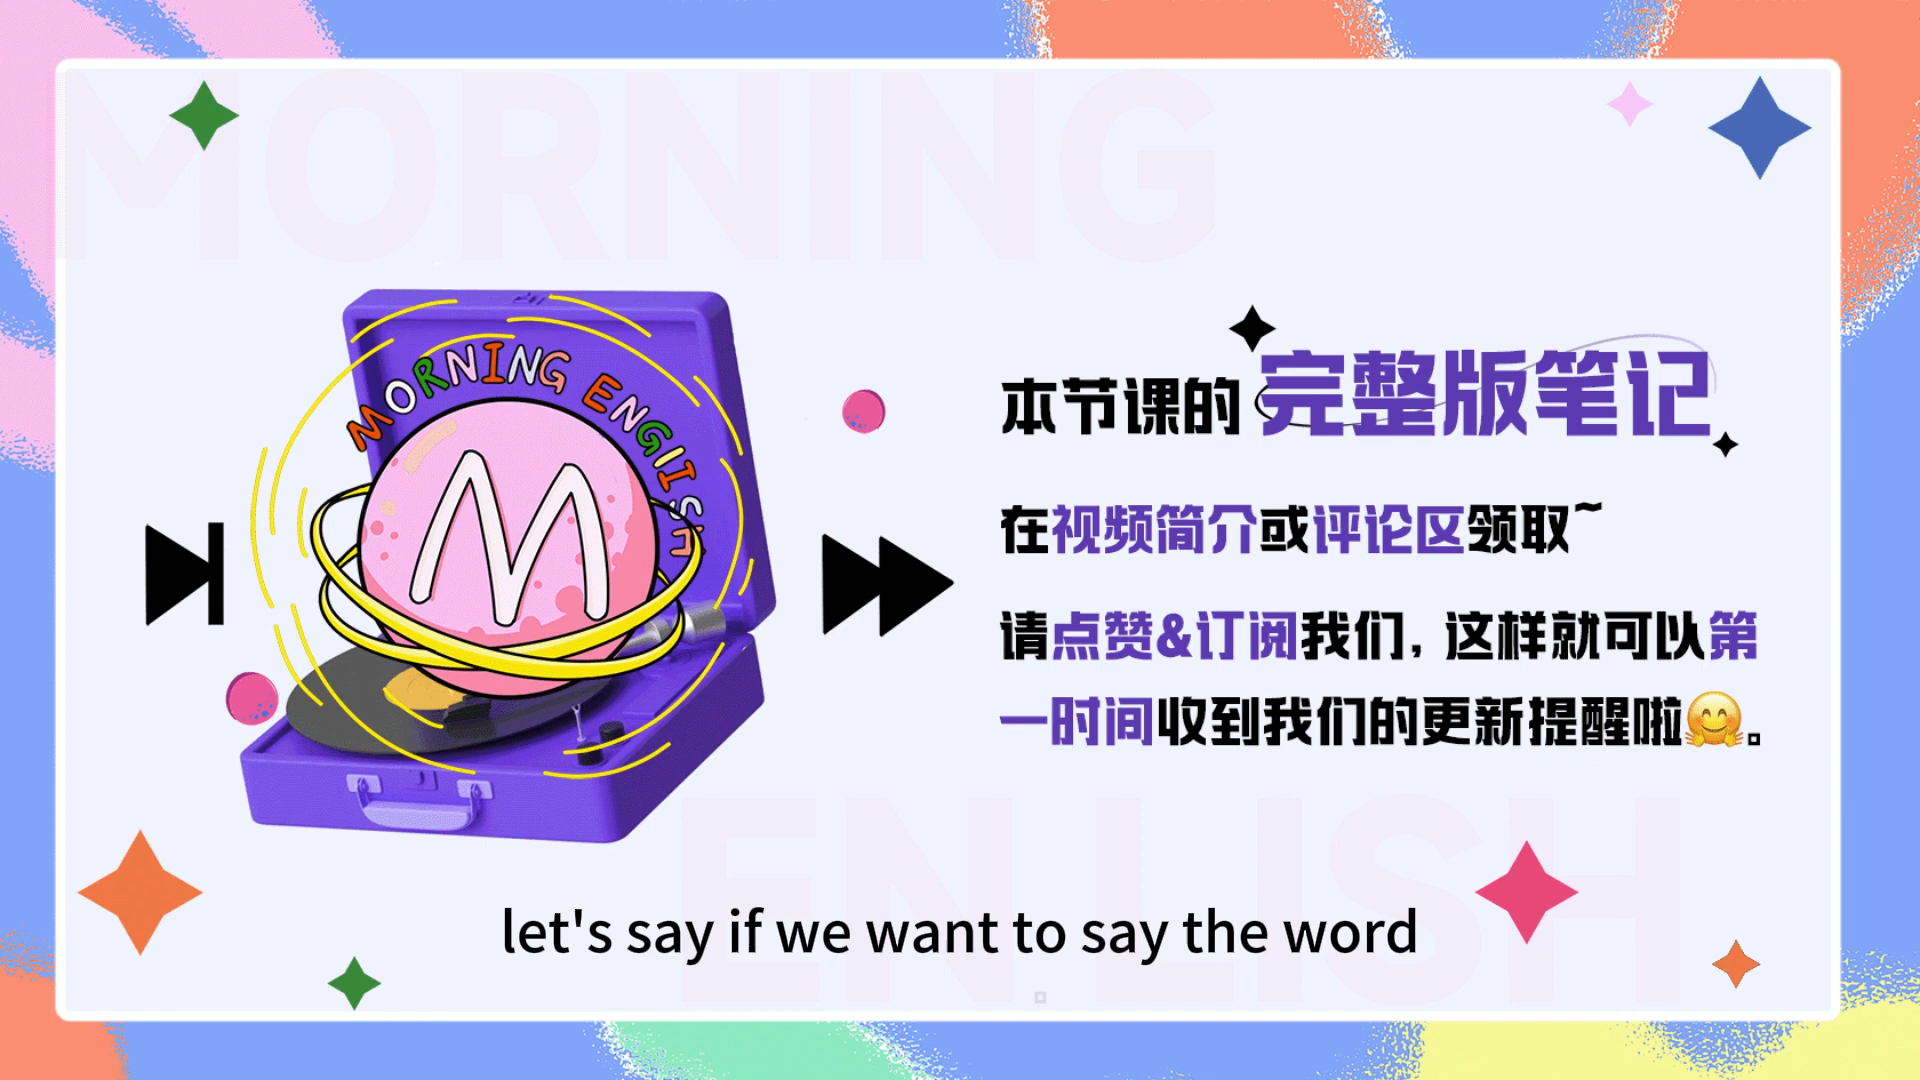 MORNING
MORNING ENGlISH
M
本节课的 完整版笔记
在视频简介或评论区领取~
请点赞&订阅我们，这样就可以第
一时间收到我们的更新提醒啦🤗。
EN LISH
let's say if we want to say the word